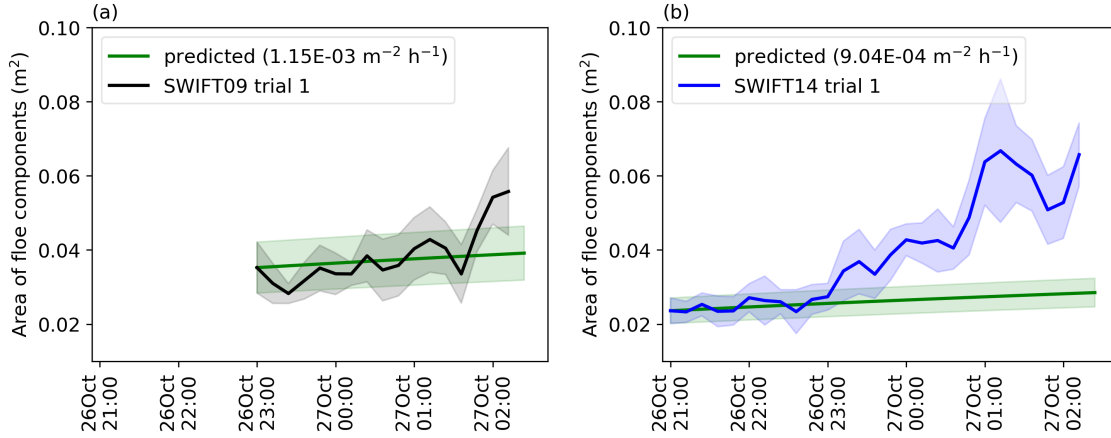 (a)
0.10
0.08
0.06
0.04
0.02
Area of floe components (m²)
predicted (1.15E-03 m⁻² h⁻¹)
SWIFT09 trial 1
26Oct 21:00
26Oct 22:00
26Oct 23:00
27Oct 00:00
27Oct 01:00
27Oct 02:00
(b)
0.10
0.08
0.06
0.04
0.02
Area of floe components (m²)
predicted (9.04E-04 m⁻² h⁻¹)
SWIFT14 trial 1
26Oct 21:00
26Oct 22:00
26Oct 23:00
27Oct 00:00
27Oct 01:00
27Oct 02:00